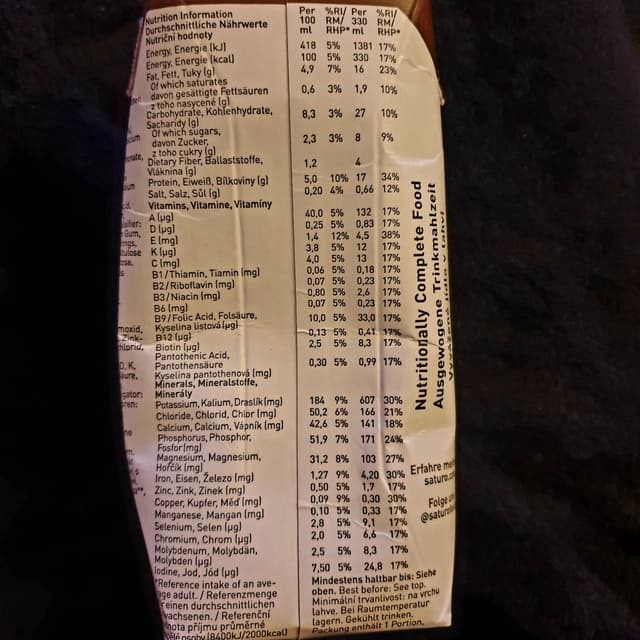 Nutrition Information
Durchschnittliche Nährwerte
Nutriční hodnoty
Per 100 ml %RI/ RM/ RHP* Per 330 ml %RI/ RM/ RHP*
Energy, Energie (kJ) 418 5% 1381 17%
Energy, Energie (kcal) 100 5% 330 17%
Fat, Fett, Tuky (g) 4,9 7% 16 23%
Of which saturates
davon gesättigte Fettsäuren
z toho nasycené (g) 0,6 3% 1,9 10%
Carbohydrate, Kohlenhydrate,
Sacharidy (g) 8,3 3% 27 10%
Of which sugars,
davon Zucker,
z toho cukry (g) 2,3 3% 8 9%
Dietary Fiber, Ballaststoffe,
Vláknina (g) 1,2 4
Protein, Eiweiß, Bílkoviny (g) 5,0 10% 17 34%
Salt, Salz, Sůl (g) 0,20 4% 0,66 12%
Vitamins, Vitamine, Vitamíny
A (µg) 40,0 5% 132 17%
D (µg) 0,25 5% 0,83 17%
E (mg) 1,4 12% 4,5 38%
K (µg) 3,8 5% 12 17%
C (mg) 4,0 5% 13 17%
B1/Thiamin, Tiamin (mg) 0,06 5% 0,18 17%
B2/Riboflavin (mg) 0,07 5% 0,23 17%
B3/Niacin (mg) 0,80 5% 2,6 17%
B6 (mg) 0,07 5% 0,23 17%
B9/Folic Acid, Folsäure,
Kyselina listová (µg) 10,0 5% 33,0 17%
B12 (µg) 0,13 5% 0,41 17%
Biotin (µg) 2,5 5% 8,3 17%
Pantothenic Acid,
Pantothensäure
Kyselina pantothenová (mg) 0,30 5% 0,99 17%
Minerals, Mineralstoffe,
Minerály
Potassium, Kalium, Draslík (mg) 184 9% 607 30%
Chloride, Chlorid, Chlor (mg) 50,2 6% 166 21%
Calcium, Calcium, Vápník (mg) 42,6 5% 141 18%
Phosphorus, Phosphor,
Fosfor (mg) 51,9 7% 171 24%
Magnesium, Magnesium,
Hořčík (mg) 31,2 8% 103 27%
Iron, Eisen, Železo (mg) 1,27 9% 4,20 30%
Zinc, Zink, Zinek (mg) 0,50 5% 1,7 17%
Copper, Kupfer, Měď (mg) 0,09 9% 0,30 30%
Manganese, Mangan (mg) 0,10 5% 0,33 17%
Selenium, Selen (µg) 2,8 5% 9,1 17%
Chromium, Chrom (µg) 2,0 5% 6,6 17%
Molybdenum, Molybdän,
Molybden (µg) 2,5 5% 8,3 17%
Iodine, Jod, Jód (µg) 7,50 5% 24,8 17%
*Reference intake of an ave-
age adult. / Referenzmenge
einen durchschnittlichen
wachsenen. / Referenční
nota příjmu průměrné
osoby (8400kJ/2000kcal)
Mindestens haltbar bis: Siehe
oben. Best before: See top.
Minimální trvanlivost: na vrchu
lahve. Bei Raumtemperatur
lagern. Gekühlt trinken.
Packung enthält 1 Portion.
Nutritionally Complete Food
Ausgewogene Trinkmahlzeit
Erfahre
saturo.
Folge
@saturo